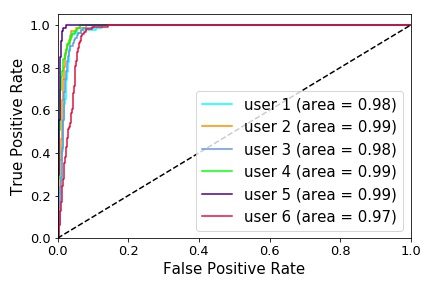 1.0
0.8
0.6
0.4
0.2
0.0
True Positive Rate
user 1 (area = 0.98)
user 2 (area = 0.99)
user 3 (area = 0.98)
user 4 (area = 0.99)
user 5 (area = 0.99)
user 6 (area = 0.97)
0.0 0.2 0.4 0.6 0.8 1.0
False Positive Rate